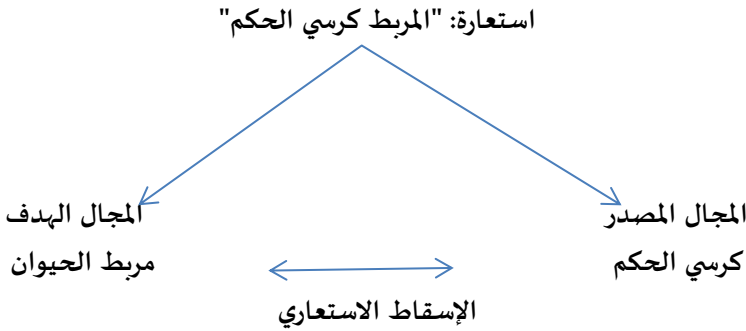 استعارة: "المربط كرسي الحكم"
المجال المصدر
كرسي الحكم
المجال الهدف
مربط الحيوان
الإسقاط الاستعاري